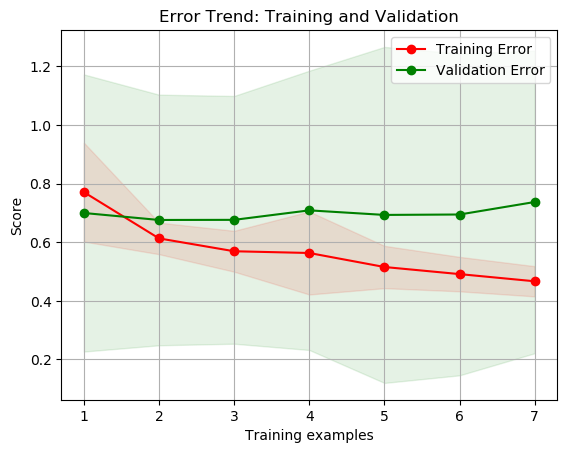 Error Trend: Training and Validation
Training Error
Validation Error
1.2
1.0
0.8
0.6
0.4
0.2
Score
1 2 3 4 5 6 7
Training examples